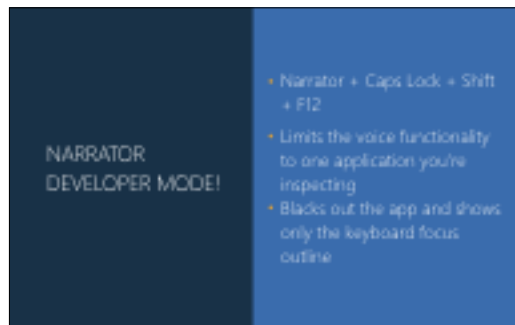 NARRATOR
DEVELOPER MODE!
• Narrator + Caps Lock + Shift
+ F12
• Limits the voice functionality
to one application you're
inspecting
• Blacks out the app and shows
only the keyboard focus
outline